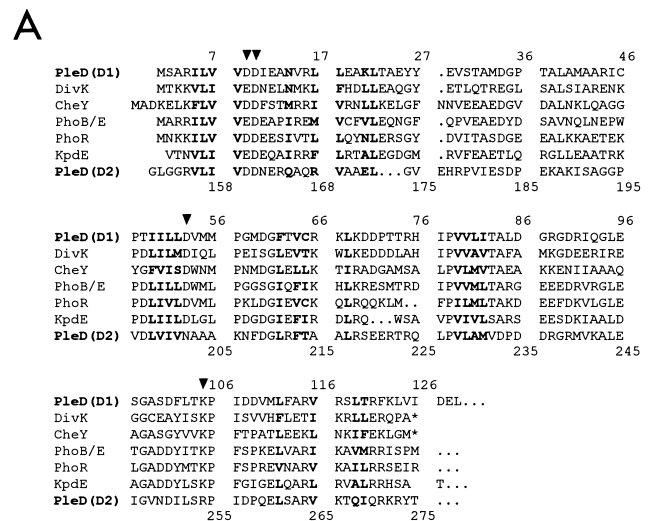 A
7 17 27 37 46
PleD(D1) MSARILV VDDIEANVRL LEAKLTAEYY .EVSTAMDGP TALAMAARIC
DivK MTKKVLI VEDNELNMKL FHDLLEAQGY .ETLQTREGL SALSIARENK
CheY MADKELKFLV VDDFSTMRRI VRNLLKELGF NNVEEAEDGV DALNKLQAGG
PhoB/E MARRILV VEDEAPIREM VCFVLEQNGF .QPVEAEDYD SAVNQLNEPW
PhoR MNKKILV VDDEESIVTL LQYNLERSGY .DVITASDGE EALKKAETEK
KpdE VTNVLI VEDEQAIRRF LRTALEGDGM .RVFEAETLQ RGLLEAATRK
PleD(D2) GLGGRVLIV VDDNERQAQR VAAEL...GV EHRPVIESDP EKAKISAGGP
158 168 175 185 195
56 66 76 86 96
PleD(D1) PTIILLDVMM PGMDGFTVCR KLKDDPTTRH IPVVLITALD GRGDRIQGLE
DivK PDLILMDIQL PEISGLEVTK WLKEDDDLAH IPVVAVTAFA MKGDEERIRE
CheY YGFVISDWNM PNMDGLELLK TIRADGAMSA LPVLMVTAEA KKENIIAAAQ
PhoB/E PDLILLDWML PGGSGIQFIK HLKRESMTRD IPVVMLTARG EEEDRVRGLE
PhoR PDLIVLDVML PKLDGIEVCK QLRQQKLM.. FPILMLTAKD EEFDKVLGLE
KpdE PDLIILDLGL PDGDGIEFIR DLR...WSA VPVIVLSARS EESDKIAALD
PleD(D2) VDLVIVNAAA KNFDGLRFTA ALRSEERTRQ LPVLAMVDPD DRGRMVKALE
205 215 225 235 245
106 116 126
PleD(D1) SGASDFLTKP IDDVMLFARV RSLTRFKLVI DEL...
DivK GGCEAYISKP ISVVHFLETI KRLLERQPA*
CheY AGASGYVVKP FTPATLEEKL NKIFEKLGM*
PhoB/E TGADDYITKP FSPKELVARI KAVMRRISPM ...
PhoR LGADDYMTKP FSPREVNARV KAILRRSEIR ...
KpdE AGADDYLSKP FGIGELQARL RVALRRHSA T...
PleD(D2) IGVNDILSRP IDPQELSARV KTQIQRKRYT ...
255 265 275